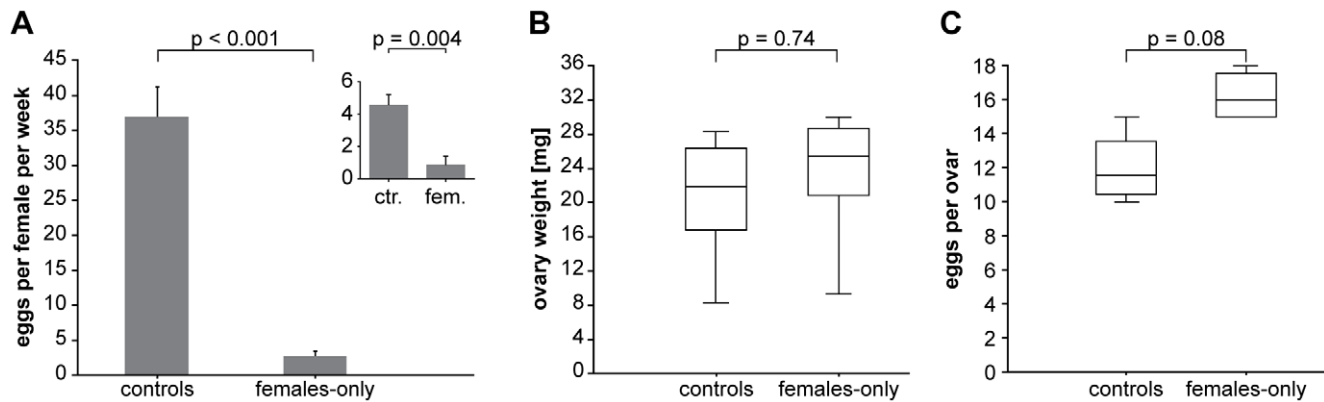 A
p < 0.001
p = 0.004
eggs per female per week
45
40
35
30
25
20
15
10
5
0
controls
females-only
6
4
2
0
ctr.
fem.
B
p = 0.74
ovary weight [mg]
36
32
28
24
20
16
12
8
4
0
controls
females-only
C
p = 0.08
eggs per ovar
18
16
14
12
10
8
6
4
2
0
controls
females-only